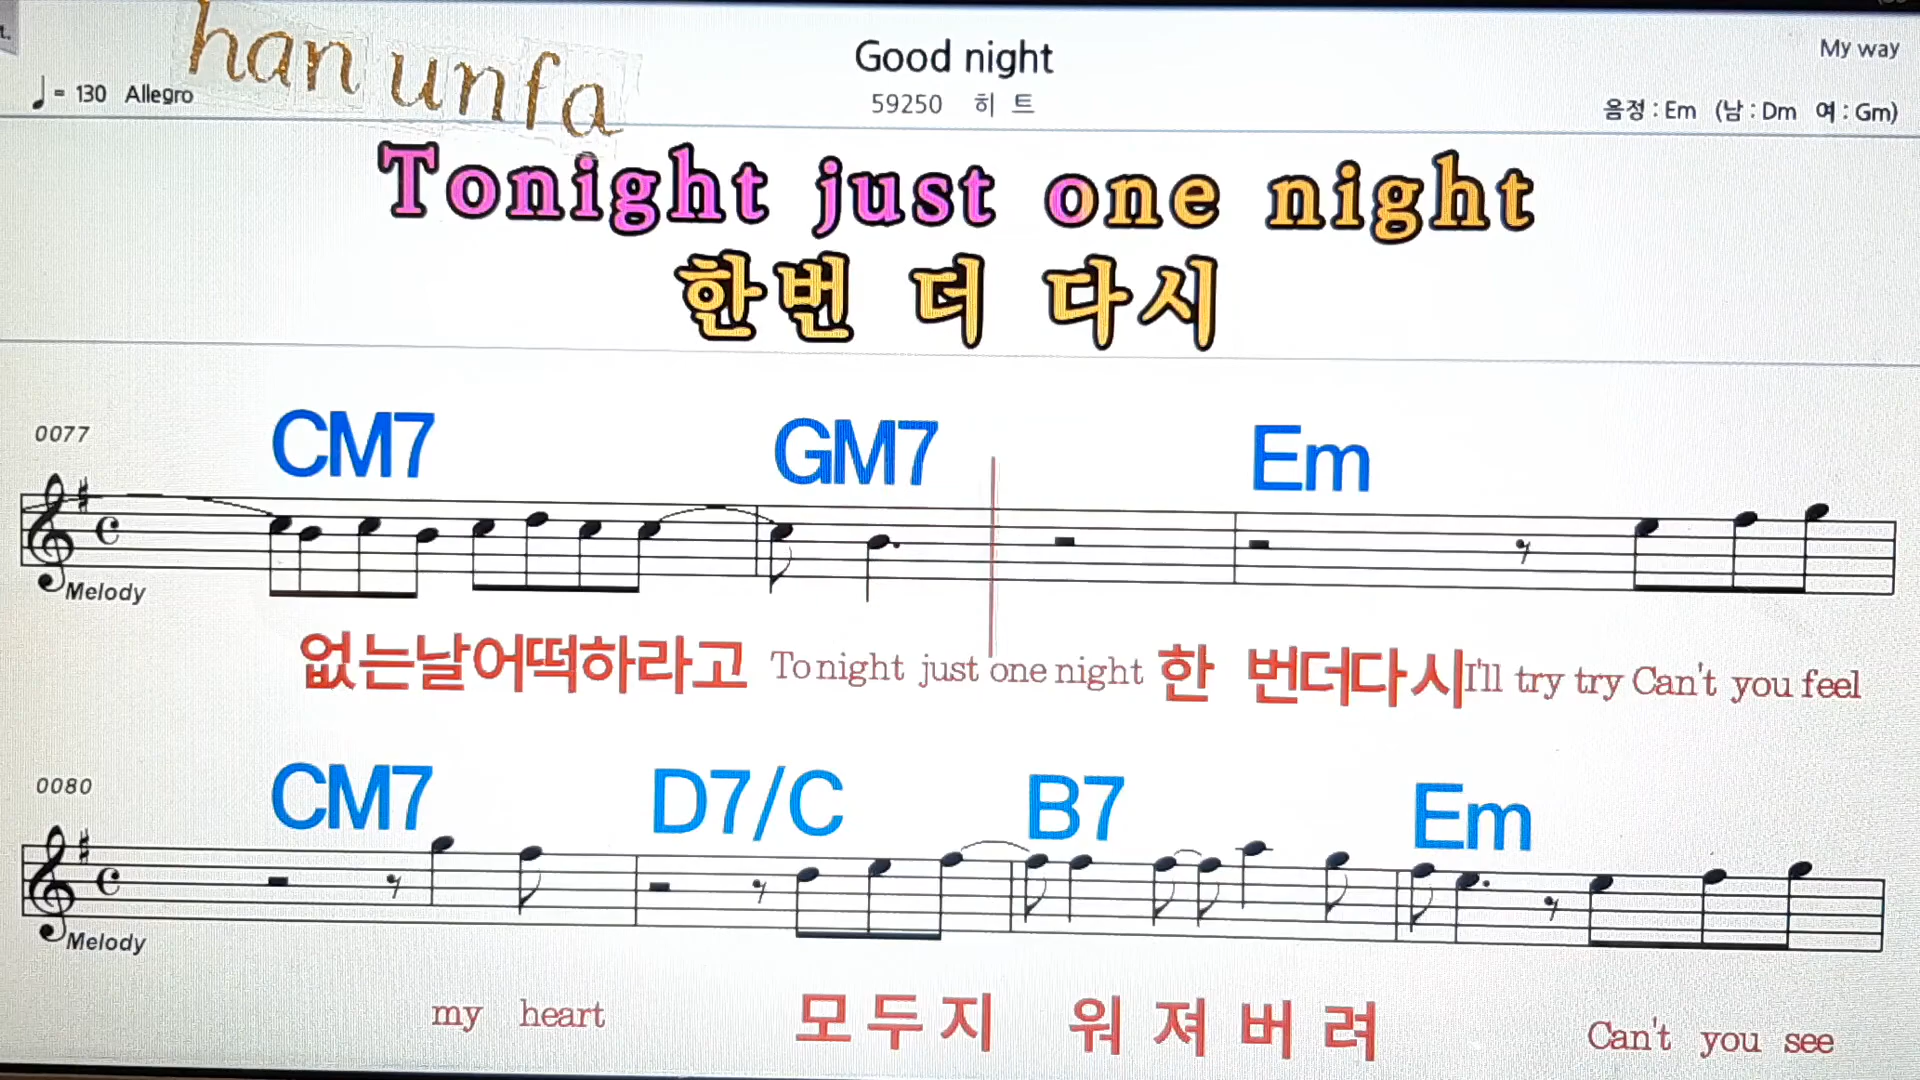 t.
han unfa
Good night
My way
♩= 130 Allegro
59250 히 트
음정 : Em (남 : Dm 여 : Gm)
Tonight just one night
한번 더 다시
0077
CM7 GM7 Em
Melody
없는날어떡하라고 Tonight just one night 한 번더다시 I'll try try Can't you feel
0080
CM7 D7/C B7 Em
Melody
my heart 모두지 워 져 버 려 Can't you see